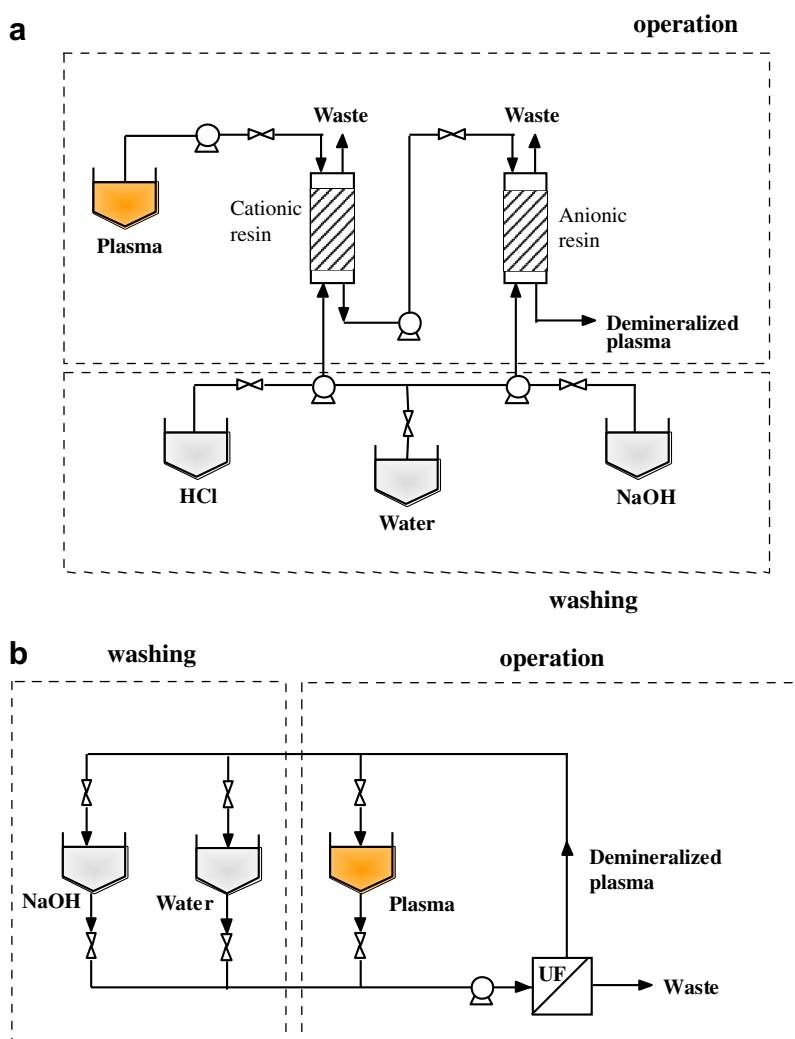 a
operation
Waste
Waste
Cationic
resin
Anionic
resin
Plasma
Demineralized
plasma
HCl
Water
NaOH
washing
b
washing
operation
Demineralized
plasma
NaOH
Water
Plasma
UF
Waste